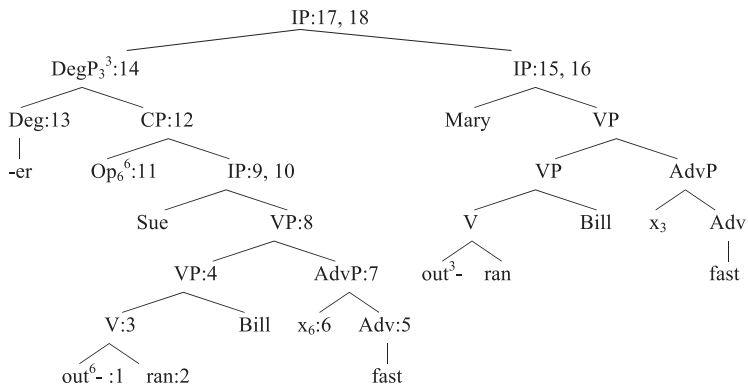 IP:17, 18
DegP₃³:14 IP:15, 16
Deg:13 CP:12 Mary VP
-er Op₆⁶:11 IP:9, 10 VP AdvP
Sue VP:8 V Bill x₃ Adv
VP:4 AdvP:7 out³- ran fast
V:3 Bill x₆:6 Adv:5
out⁶- :1 ran:2 fast